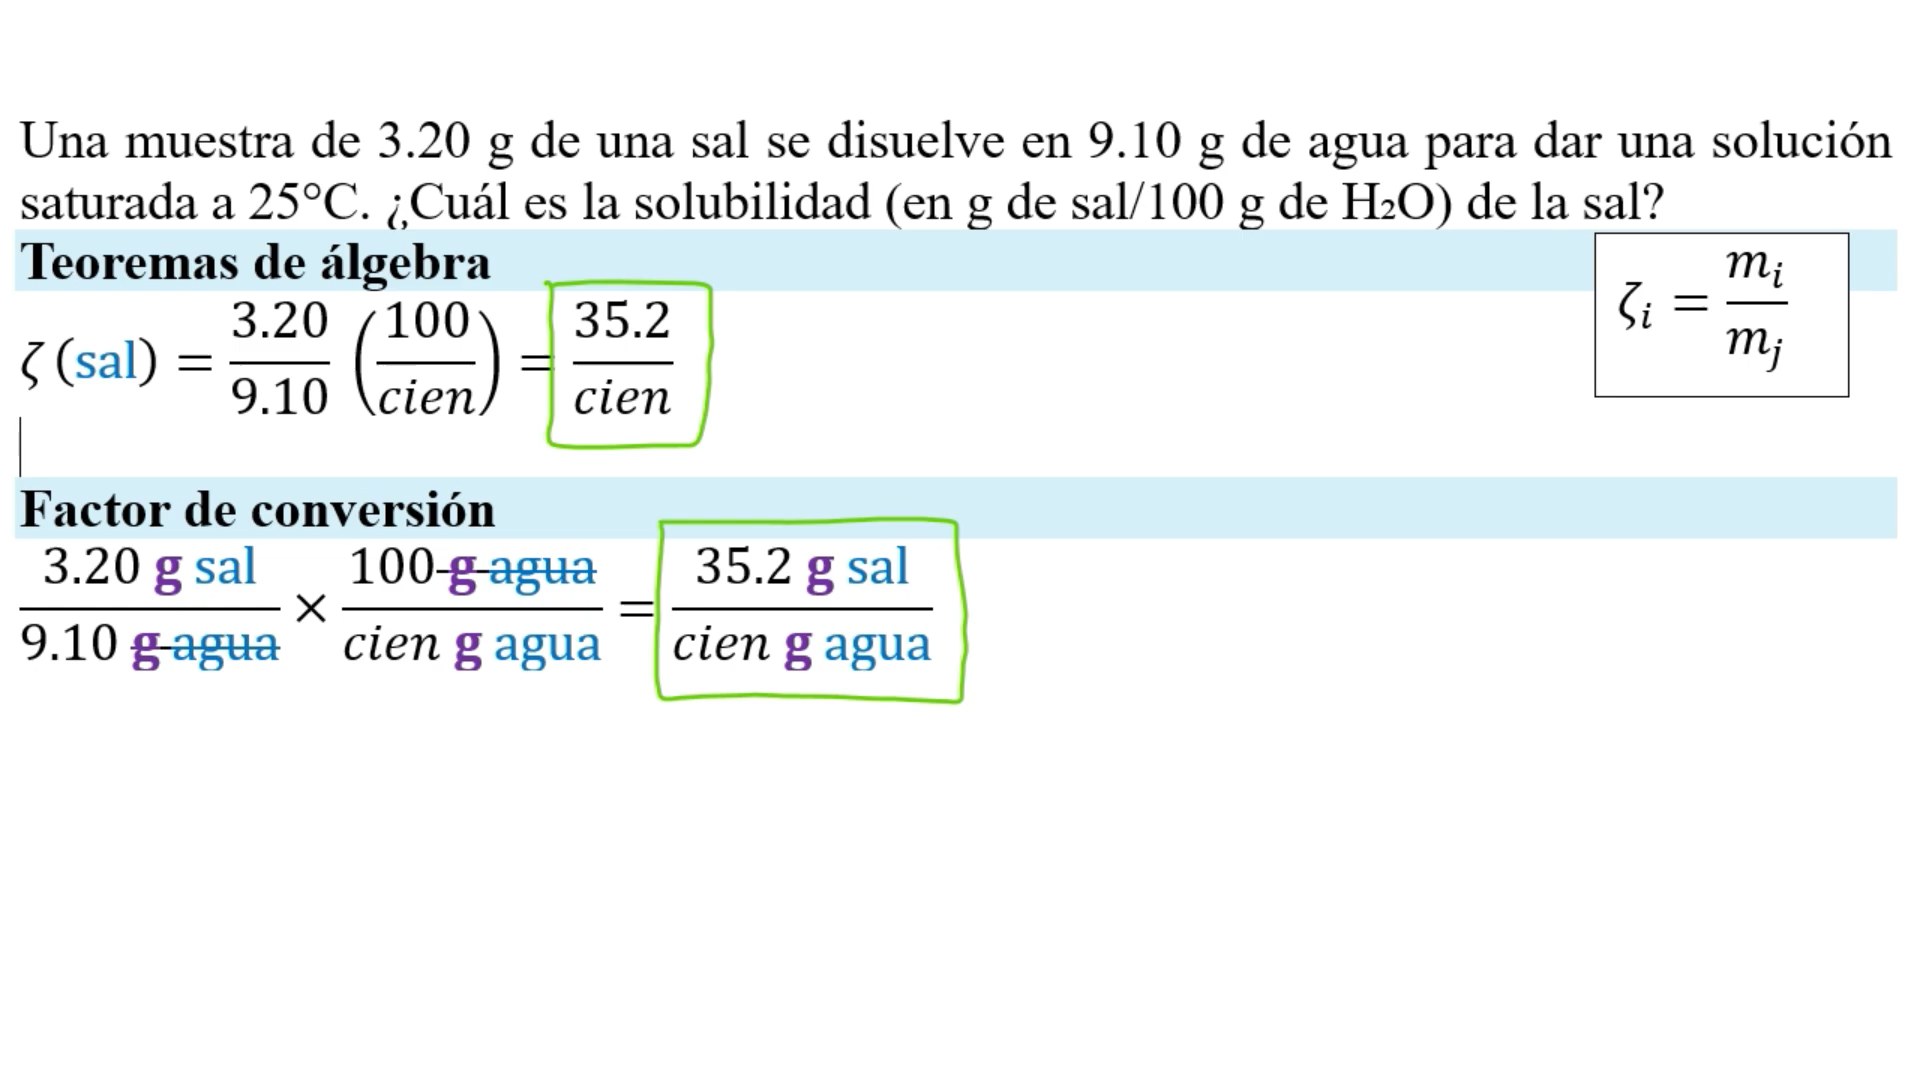 Una muestra de 3.20 g de una sal se disuelve en 9.10 g de agua para dar una solución
saturada a 25°C. ¿Cuál es la solubilidad (en g de sal/100 g de H₂O) de la sal?
Teoremas de álgebra
ζ (sal) = 3.20/9.10 (100/cien) = 35.2/cien
ζᵢ = mᵢ/mⱼ
Factor de conversión
3.20 g sal/9.10 g agua × 100 g agua/cien g agua = 35.2 g sal/cien g agua